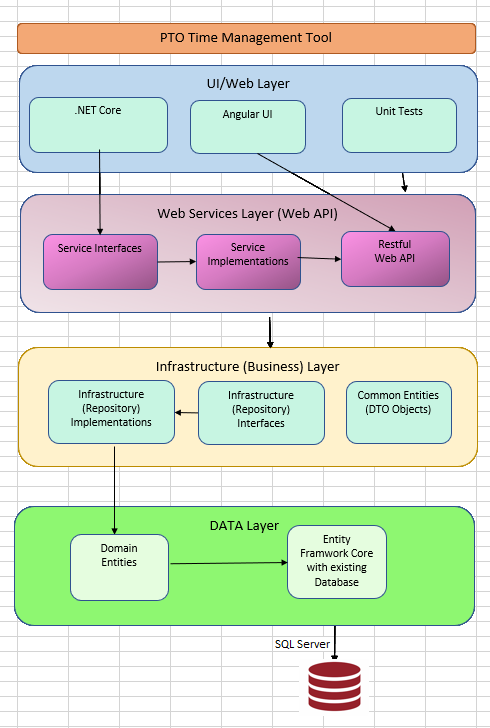 PTO Time Management Tool
UI/Web Layer
.NET Core
Angular UI
Unit Tests
Web Services Layer (Web API)
Service Interfaces
Service
Implementations
Restful
Web API
Infrastructure (Business) Layer
Infrastructure
(Repository)
Implementations
Infrastructure
(Repository)
Interfaces
Common Entities
(DTO Objects)
DATA Layer
Domain
Entities
Entity
Framwork Core
with existing
Database
SQL Server